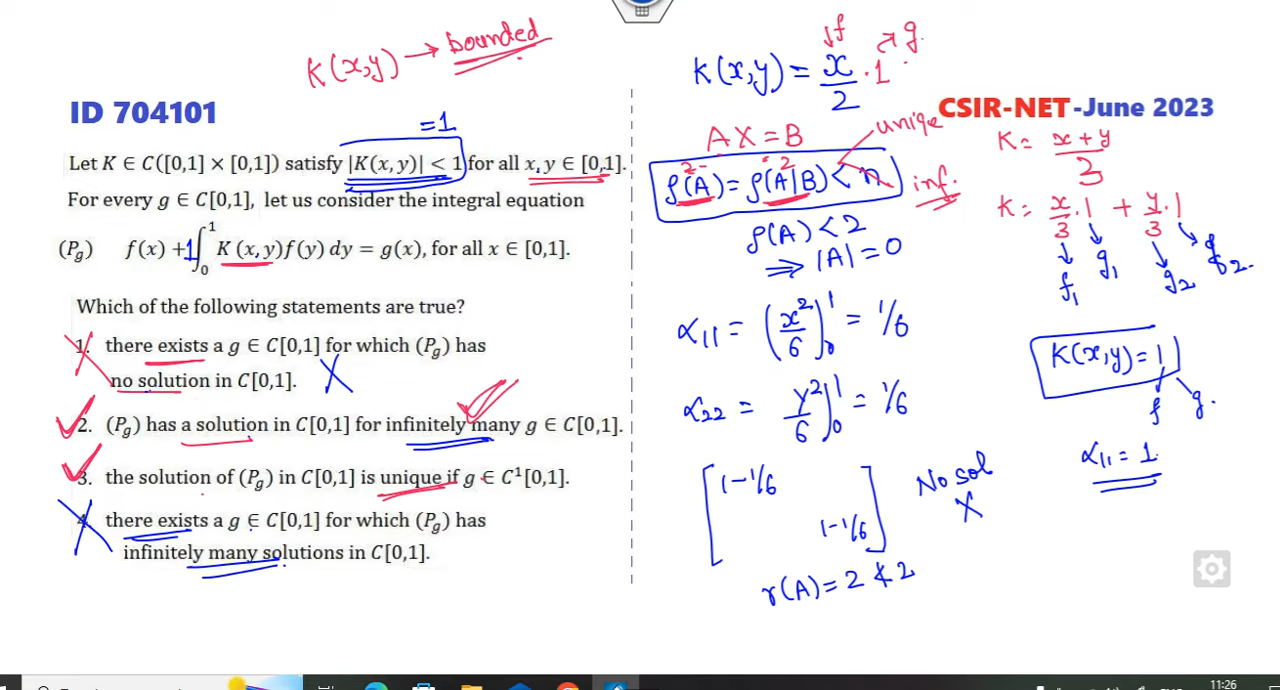 K(x,y) → bounded
ID 704101
=1
Let K ∈ C([0,1] × [0,1]) satisfy |K(x,y)| < 1 for all x, y ∈ [0,1].
For every g ∈ C[0,1], let us consider the integral equation
(P_g) f(x) + 1∫₀¹ K (x,y)f(y) dy = g(x), for all x ∈ [0,1].
Which of the following statements are true?
1. there exists a g ∈ C[0,1] for which (P_g) has
no solution in C[0,1].
2. (P_g) has a solution in C[0,1] for infinitely many g ∈ C[0,1].
3. the solution of (P_g) in C[0,1] is unique if g ∈ C¹[0,1].
4. there exists a g ∈ C[0,1] for which (P_g) has
infinitely many solutions in C[0,1].
↓f → g.
K(x,y) = x/2 · 1
CSIR-NET-June 2023
AX = B
unique
2 2
ρ(A) = ρ(A|B) < n
inf.
ρ(A) < 2
⇒ |A| = 0
α₁₁ = (x²/6)₀¹ = 1/6
α₂₂ = y²/6)₀¹ = 1/6
1-1/6
1-1/6
No sol
X
r(A) = 2 & 2
K = x+y/3
K = x/3 · 1 + y/3 · 1
f₁ g₁ g₂
K(x,y) = 1
f g.
α₁₁ = 1
11:26